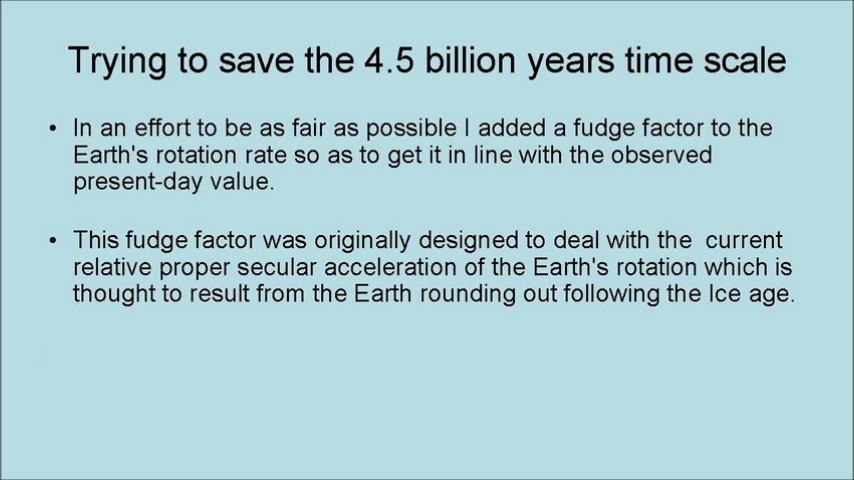 Trying to save the 4.5 billion years time scale
• In an effort to be as fair as possible I added a fudge factor to the
Earth's rotation rate so as to get it in line with the observed
present-day value.
• This fudge factor was originally designed to deal with the  current
relative proper secular acceleration of the Earth's rotation which is
thought to result from the Earth rounding out following the Ice age.